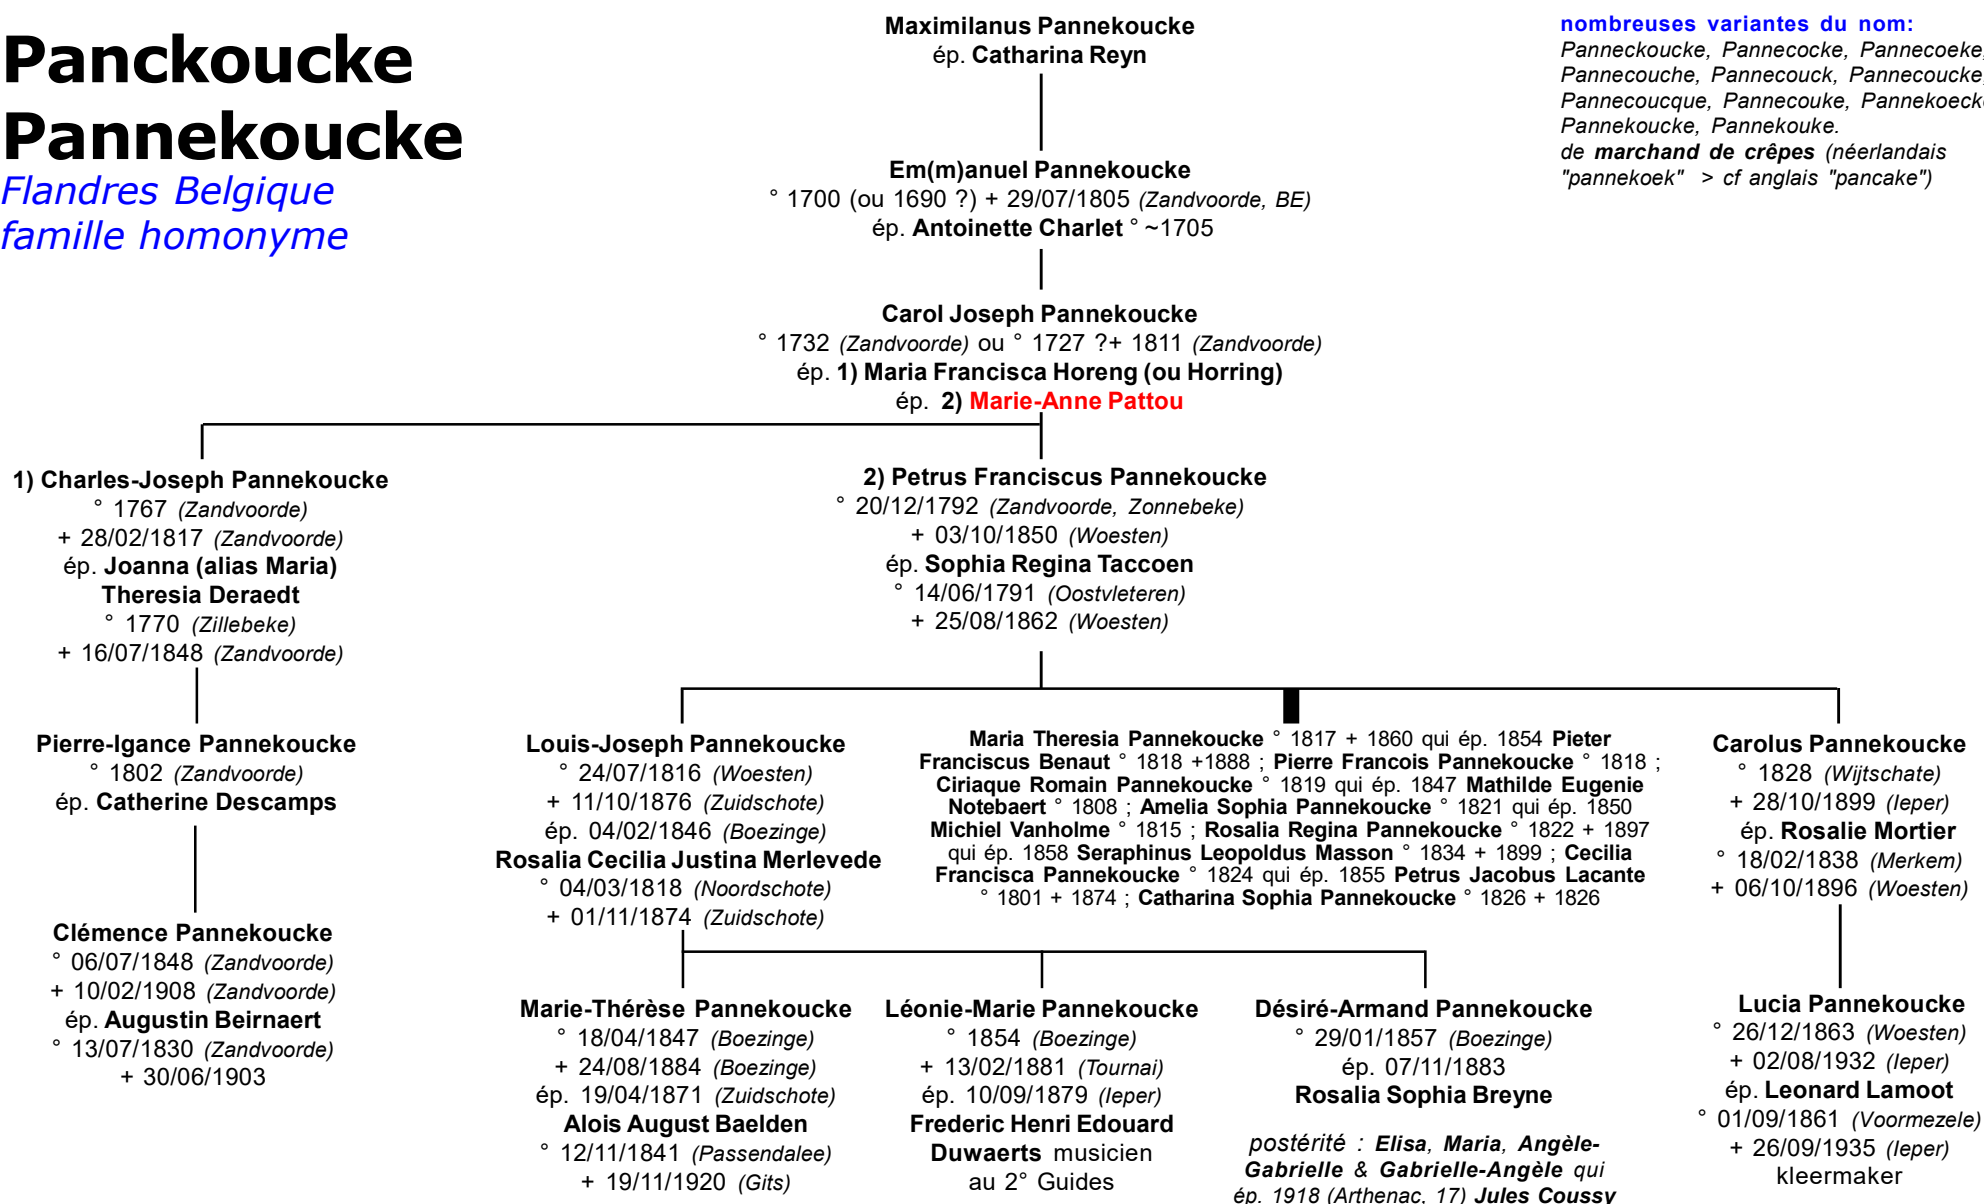 Panckoucke
Pannekoucke
Flandres Belgique
famille homonyme
Maximilanus Pannekoucke
ép. Catharina Reyn
nombreuses variantes du nom:
Panneckoucke, Pannecocke, Pannecoeke,
Pannecouche, Pannecouck, Pannecoucke,
Pannecoucque, Pannecouke, Pannekoecke
Pannekoucke, Pannekouke.
de marchand de crêpes (néerlandais
"pannekoek" > cf anglais "pancake")
Em(m)anuel Pannekoucke
° 1700 (ou 1690 ?) + 29/07/1805 (Zandvoorde, BE)
ép. Antoinette Charlet ° ~1705
Carol Joseph Pannekoucke
° 1732 (Zandvoorde) ou ° 1727 ?+ 1811 (Zandvoorde)
ép. 1) Maria Francisca Horeng (ou Horring)
ép. 2) Marie-Anne Pattou
1) Charles-Joseph Pannekoucke
° 1767 (Zandvoorde)
+ 28/02/1817 (Zandvoorde)
ép. Joanna (alias Maria)
Theresia Deraedt
° 1770 (Zillebeke)
+ 16/07/1848 (Zandvoorde)
2) Petrus Franciscus Pannekoucke
° 20/12/1792 (Zandvoorde, Zonnebeke)
+ 03/10/1850 (Woesten)
ép. Sophia Regina Taccoen
° 14/06/1791 (Oostvleteren)
+ 25/08/1862 (Woesten)
Pierre-Igance Pannekoucke
° 1802 (Zandvoorde)
ép. Catherine Descamps
Louis-Joseph Pannekoucke
° 24/07/1816 (Woesten)
+ 11/10/1876 (Zuidschote)
ép. 04/02/1846 (Boezinge)
Rosalia Cecilia Justina Merlevede
° 04/03/1818 (Noordschote)
+ 01/11/1874 (Zuidschote)
Maria Theresia Pannekoucke ° 1817 + 1860 qui ép. 1854 Pieter
Franciscus Benaut ° 1818 +1888 ; Pierre Francois Pannekoucke ° 1818 ;
Ciriaque Romain Pannekoucke ° 1819 qui ép. 1847 Mathilde Eugenie
Notebaert ° 1808 ; Amelia Sophia Pannekoucke ° 1821 qui ép. 1850
Michiel Vanholme ° 1815 ; Rosalia Regina Pannekoucke ° 1822 + 1897
qui ép. 1858 Seraphinus Leopoldus Masson ° 1834 + 1899 ; Cecilia
Francisca Pannekoucke ° 1824 qui ép. 1855 Petrus Jacobus Lacante
° 1801 + 1874 ; Catharina Sophia Pannekoucke ° 1826 + 1826
Carolus Pannekoucke
° 1828 (Wijtschate)
+ 28/10/1899 (Ieper)
ép. Rosalie Mortier
° 18/02/1838 (Merkem)
+ 06/10/1896 (Woesten)
Clémence Pannekoucke
° 06/07/1848 (Zandvoorde)
+ 10/02/1908 (Zandvoorde)
ép. Augustin Beirnaert
° 13/07/1830 (Zandvoorde)
+ 30/06/1903
Marie-Thérèse Pannekoucke
° 18/04/1847 (Boezinge)
+ 24/08/1884 (Boezinge)
ép. 19/04/1871 (Zuidschote)
Alois August Baelden
° 12/11/1841 (Passendalee)
+ 19/11/1920 (Gits)
Léonie-Marie Pannekoucke
° 1854 (Boezinge)
+ 13/02/1881 (Tournai)
ép. 10/09/1879 (Ieper)
Frederic Henri Edouard
Duwaerts musicien
au 2° Guides
Désiré-Armand Pannekoucke
° 29/01/1857 (Boezinge)
ép. 07/11/1883
Rosalia Sophia Breyne
postérité : Elisa, Maria, Angèle-
Gabrielle & Gabrielle-Angèle qui
ép. 1918 (Arthenac, 17) Jules Coussy
Lucia Pannekoucke
° 26/12/1863 (Woesten)
+ 02/08/1932 (Ieper)
ép. Leonard Lamoot
° 01/09/1861 (Voormezele)
+ 26/09/1935 (Ieper)
kleermaker